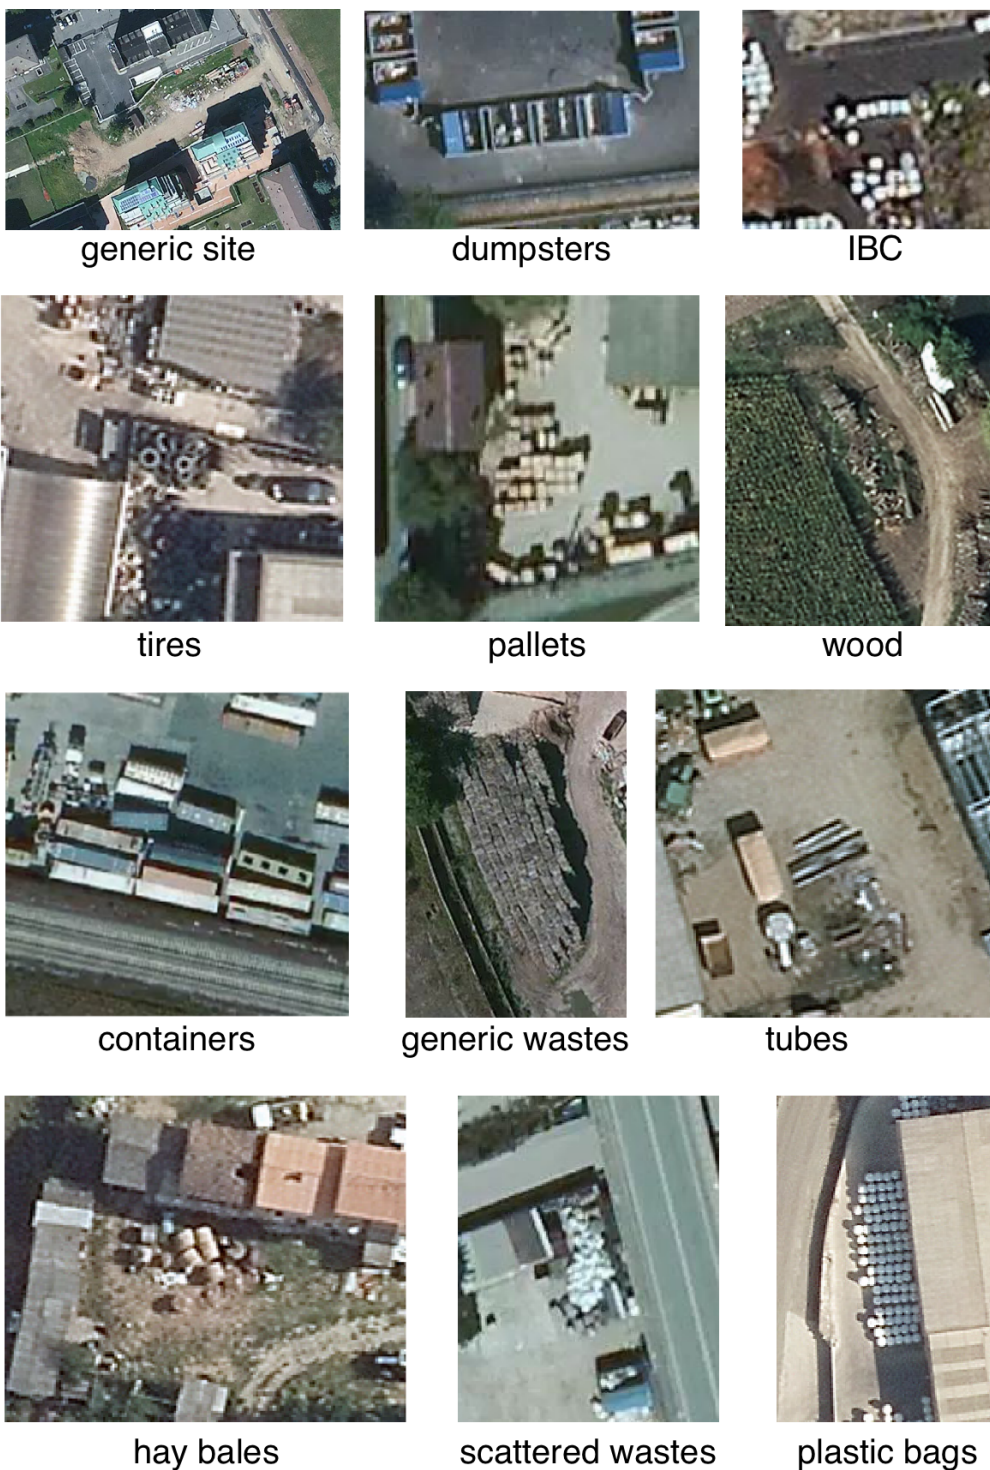 generic site
dumpsters
IBC
tires
pallets
wood
containers
generic wastes
tubes
hay bales
scattered wastes
plastic bags